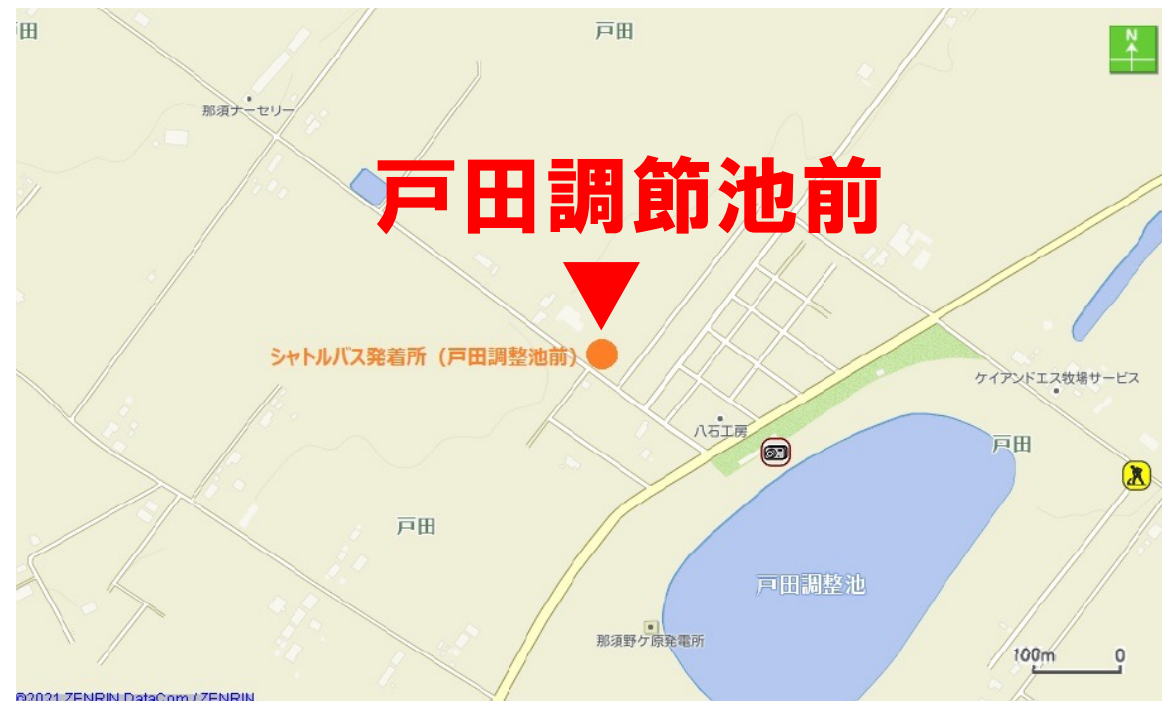 田
戸田
N
那須ナーセリー
戸田調節池前
シャトルバス発着所（戸田調整池前）
ケイアンドエス牧場サービス
八石工房
戸田
戸田
戸田調整池
那須野ケ原発電所
100m 0
©2021 ZENRIN DataCom / ZENRIN